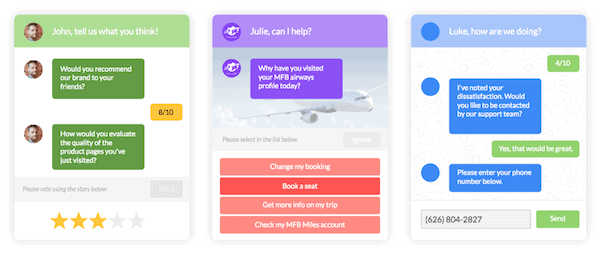 John, tell us what you think!
Would you recommend
our brand to your
friends?
8/10
How would you evaluate
the quality of the
product pages you've
just visited?
Please rate using the stars below
Send
Julie, can I help?
Why have you visited
your MFB airways
profile today?
Please select in the list below
Ignore
Change my booking
Book a seat
Get more info on my trip
Check my MFB Miles account
Luke, how are we doing?
4/10
I've noted your
dissatisfaction. Would
you like to be contacted
by our support team?
Yes, that would be great.
Please enter your phone
number below.
(626) 804-2827
Send